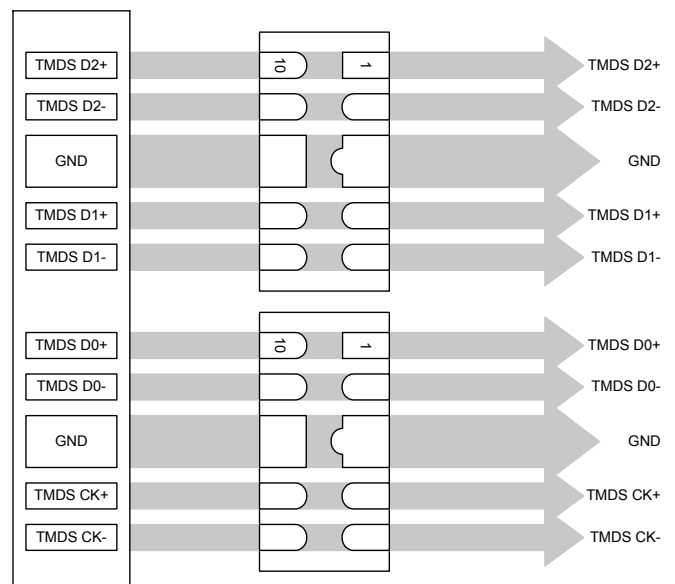 TMDS D2+ 10 1 TMDS D2+
TMDS D2- TMDS D2-
GND GND
TMDS D1+ TMDS D1+
TMDS D1- TMDS D1-
TMDS D0+ 10 1 TMDS D0+
TMDS D0- TMDS D0-
GND GND
TMDS CK+ TMDS CK+
TMDS CK- TMDS CK-